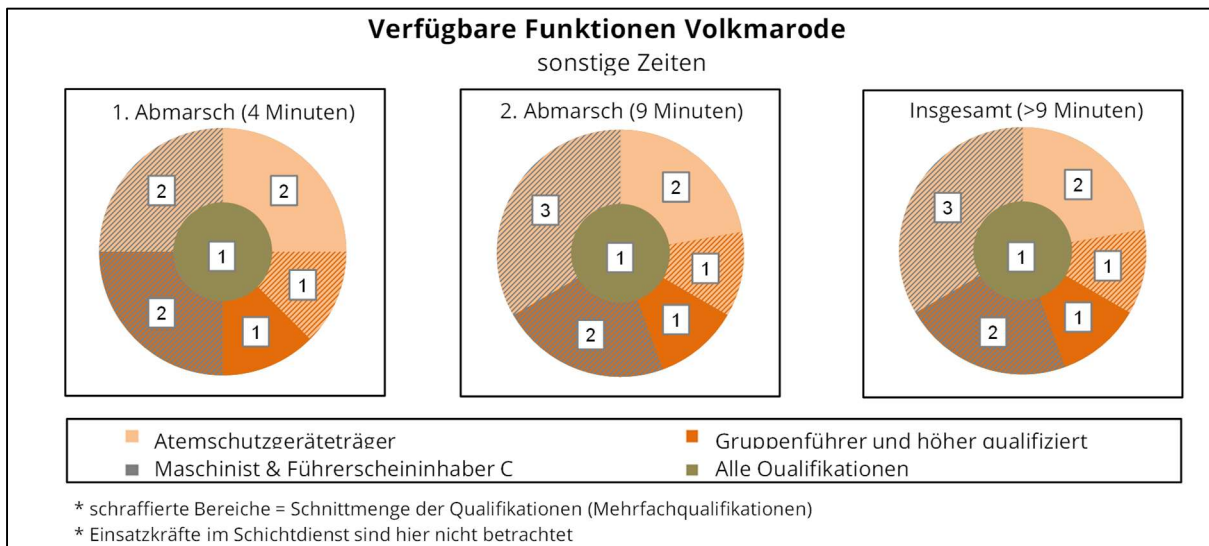 Verfügbare Funktionen Volkmarode
sonstige Zeiten
1. Abmarsch (4 Minuten)
2
2
1
1
2
1
2. Abmarsch (9 Minuten)
3
2
1
1
2
1
Insgesamt (>9 Minuten)
3
2
1
1
2
1
Atemschutzgeräteträger
Gruppenführer und höher qualifiziert
Maschinist & Führerscheininhaber C
Alle Qualifikationen
* schraffierte Bereiche = Schnittmenge der Qualifikationen (Mehrfachqualifikationen)
* Einsatzkräfte im Schichtdienst sind hier nicht betrachtet